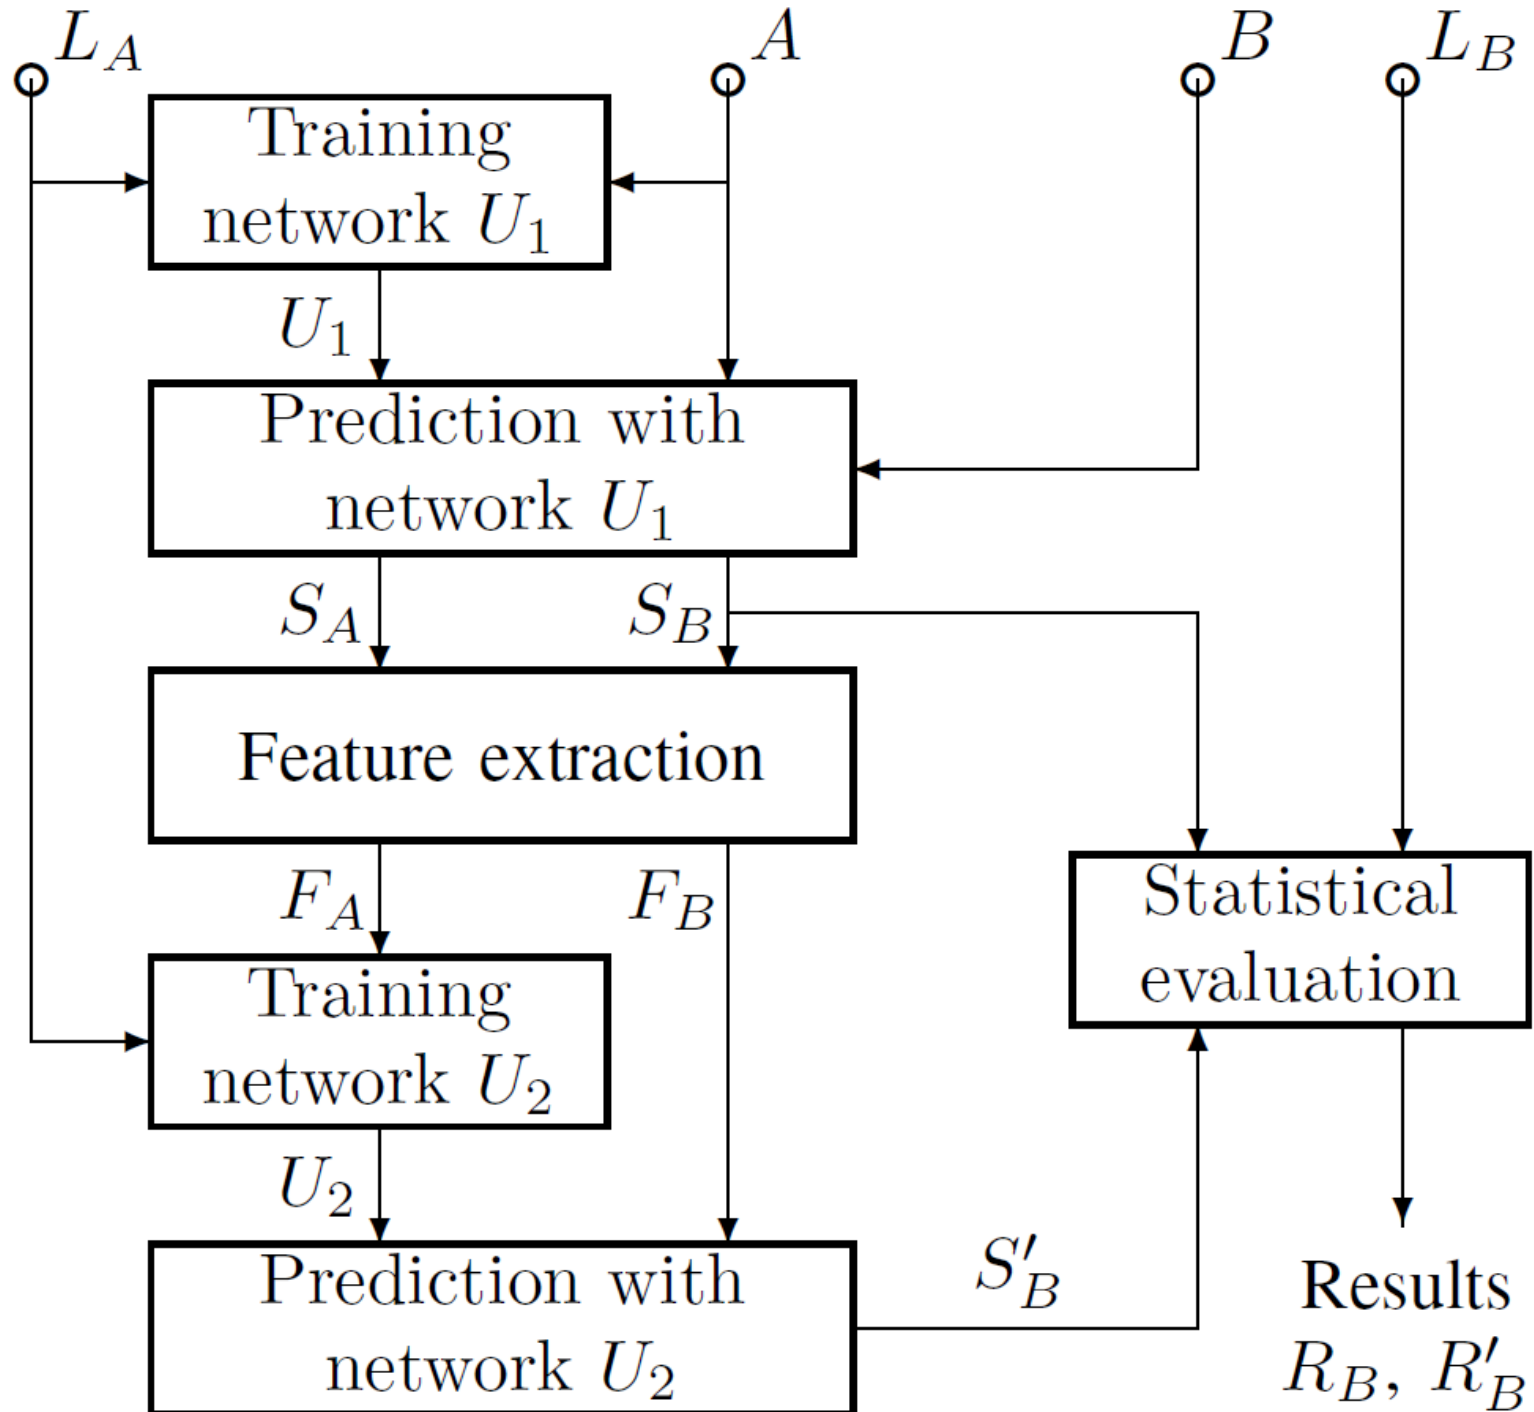 L_A
A
B
L_B
Training
network U_1
U_1
Prediction with
network U_1
S_A
S_B
Feature extraction
F_A
F_B
Statistical
evaluation
Training
network U_2
U_2
Prediction with
network U_2
S'_B
Results
R_B, R'_B